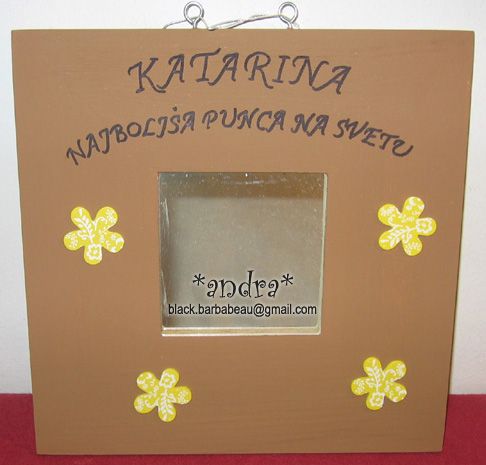 KATARINA
NAJBOLJŠA PUNCA NA SVETU
*andra*
black.barbabeau@gmail.com